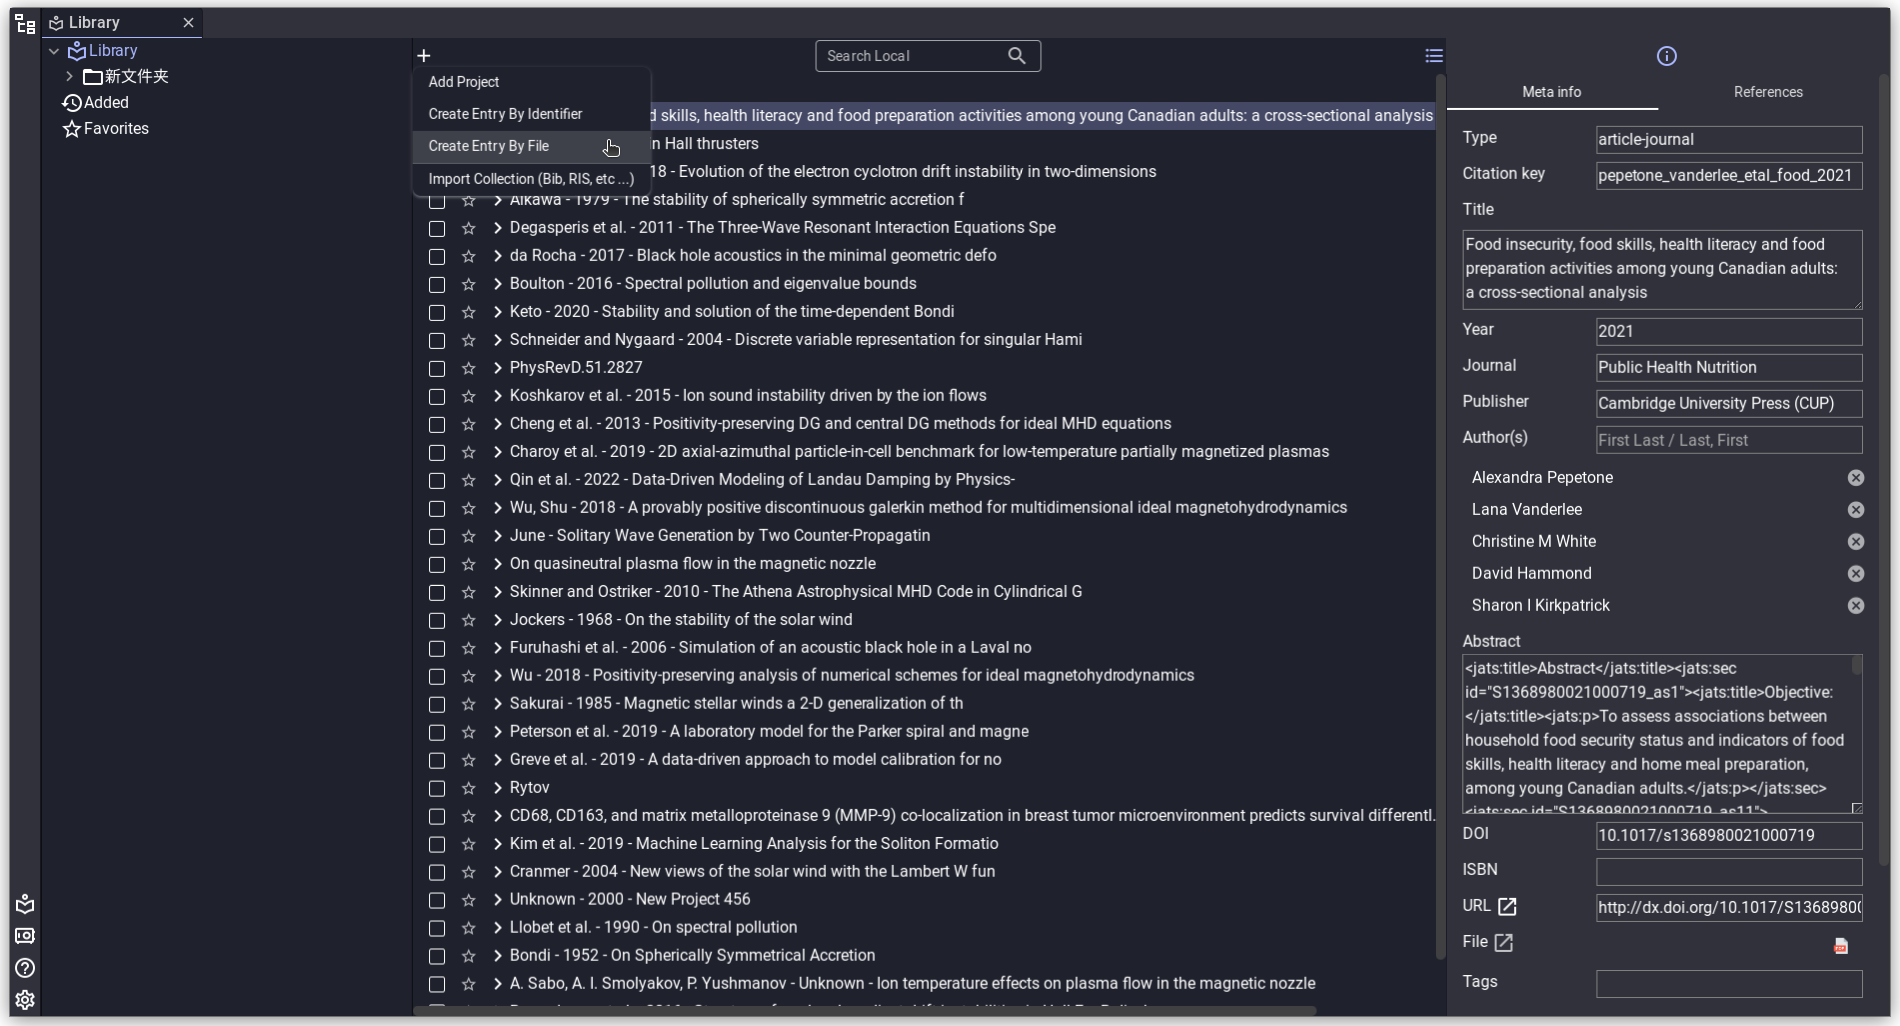 Library
Library
新文件夹
Added
Favorites
Search Local
Add Project
Create Entry By Identifier
Create Entry By File
Import Collection (Bib, RIS, etc ...)
d skills, health literacy and food preparation activities among young Canadian adults: a cross-sectional analysis
in Hall thrusters
18 - Evolution of the electron cyclotron drift instability in two-dimensions
Aikawa - 1979 - The stability of spherically symmetric accretion f
Degasperis et al. - 2011 - The Three-Wave Resonant Interaction Equations Spe
da Rocha - 2017 - Black hole acoustics in the minimal geometric defo
Boulton - 2016 - Spectral pollution and eigenvalue bounds
Keto - 2020 - Stability and solution of the time-dependent Bondi
Schneider and Nygaard - 2004 - Discrete variable representation for singular Hami
PhysRevD.51.2827
Koshkarov et al. - 2015 - Ion sound instability driven by the ion flows
Cheng et al. - 2013 - Positivity-preserving DG and central DG methods for ideal MHD equations
Charoy et al. - 2019 - 2D axial-azimuthal particle-in-cell benchmark for low-temperature partially magnetized plasmas
Qin et al. - 2022 - Data-Driven Modeling of Landau Damping by Physics-
Wu, Shu - 2018 - A provably positive discontinuous galerkin method for multidimensional ideal magnetohydrodynamics
June - Solitary Wave Generation by Two Counter-Propagatin
On quasineutral plasma flow in the magnetic nozzle
Skinner and Ostriker - 2010 - The Athena Astrophysical MHD Code in Cylindrical G
Jockers - 1968 - On the stability of the solar wind
Furuhashi et al. - 2006 - Simulation of an acoustic black hole in a Laval no
Wu - 2018 - Positivity-preserving analysis of numerical schemes for ideal magnetohydrodynamics
Sakurai - 1985 - Magnetic stellar winds a 2-D generalization of th
Peterson et al. - 2019 - A laboratory model for the Parker spiral and magne
Greve et al. - 2019 - A data-driven approach to model calibration for no
Rytov
CD68, CD163, and matrix metalloproteinase 9 (MMP-9) co-localization in breast tumor microenvironment predicts survival differentl.
Kim et al. - 2019 - Machine Learning Analysis for the Soliton Formatio
Cranmer - 2004 - New views of the solar wind with the Lambert W fun
Unknown - 2000 - New Project 456
Llobet et al. - 1990 - On spectral pollution
Bondi - 1952 - On Spherically Symmetrical Accretion
A. Sabo, A. I. Smolyakov, P. Yushmanov - Unknown - Ion temperature effects on plasma flow in the magnetic nozzle
Meta info
References
Type
article-journal
Citation key
pepetone_vanderlee_etal_food_2021
Title
Food insecurity, food skills, health literacy and food
preparation activities among young Canadian adults:
a cross-sectional analysis
Year
2021
Journal
Public Health Nutrition
Publisher
Cambridge University Press (CUP)
Author(s)
First Last / Last, First
Alexandra Pepetone
Lana Vanderlee
Christine M White
David Hammond
Sharon I Kirkpatrick
Abstract
<jats:title>Abstract</jats:title><jats:sec
id="S1368980021000719_as1"><jats:title>Objective:
</jats:title><jats:p>To assess associations between
household food security status and indicators of food
skills, health literacy and home meal preparation,
among young Canadian adults.</jats:p></jats:sec>
<jats:sec id="S1368980021000719_as11">
DOI
10.1017/s1368980021000719
ISBN
URL
http://dx.doi.org/10.1017/S1368980(
File
Tags